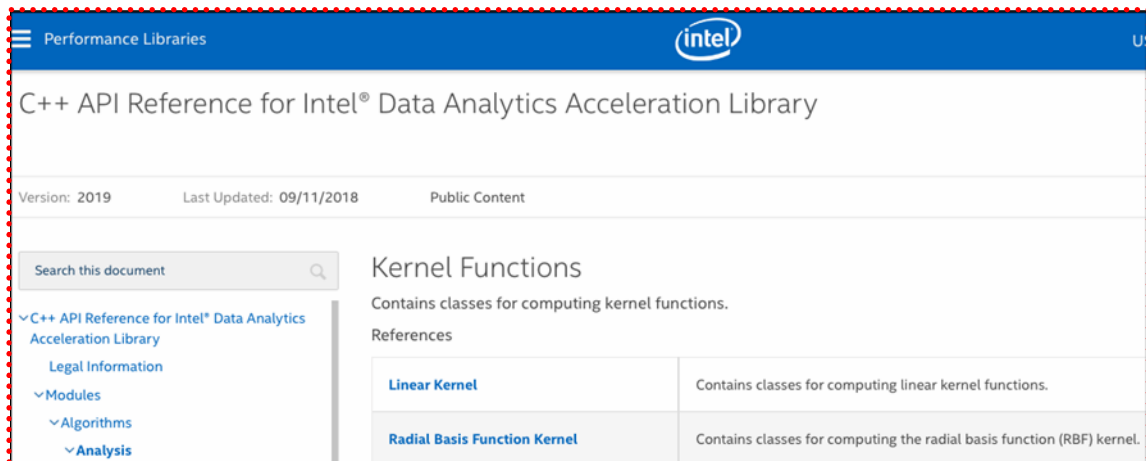 Performance Libraries
intel
C++ API Reference for Intel® Data Analytics Acceleration Library
Version: 2019 Last Updated: 09/11/2018 Public Content
Search this document
C++ API Reference for Intel® Data Analytics
Acceleration Library
Legal Information
Modules
Algorithms
Analysis
Kernel Functions
Contains classes for computing kernel functions.
References
Linear Kernel Contains classes for computing linear kernel functions.
Radial Basis Function Kernel Contains classes for computing the radial basis function (RBF) kernel.